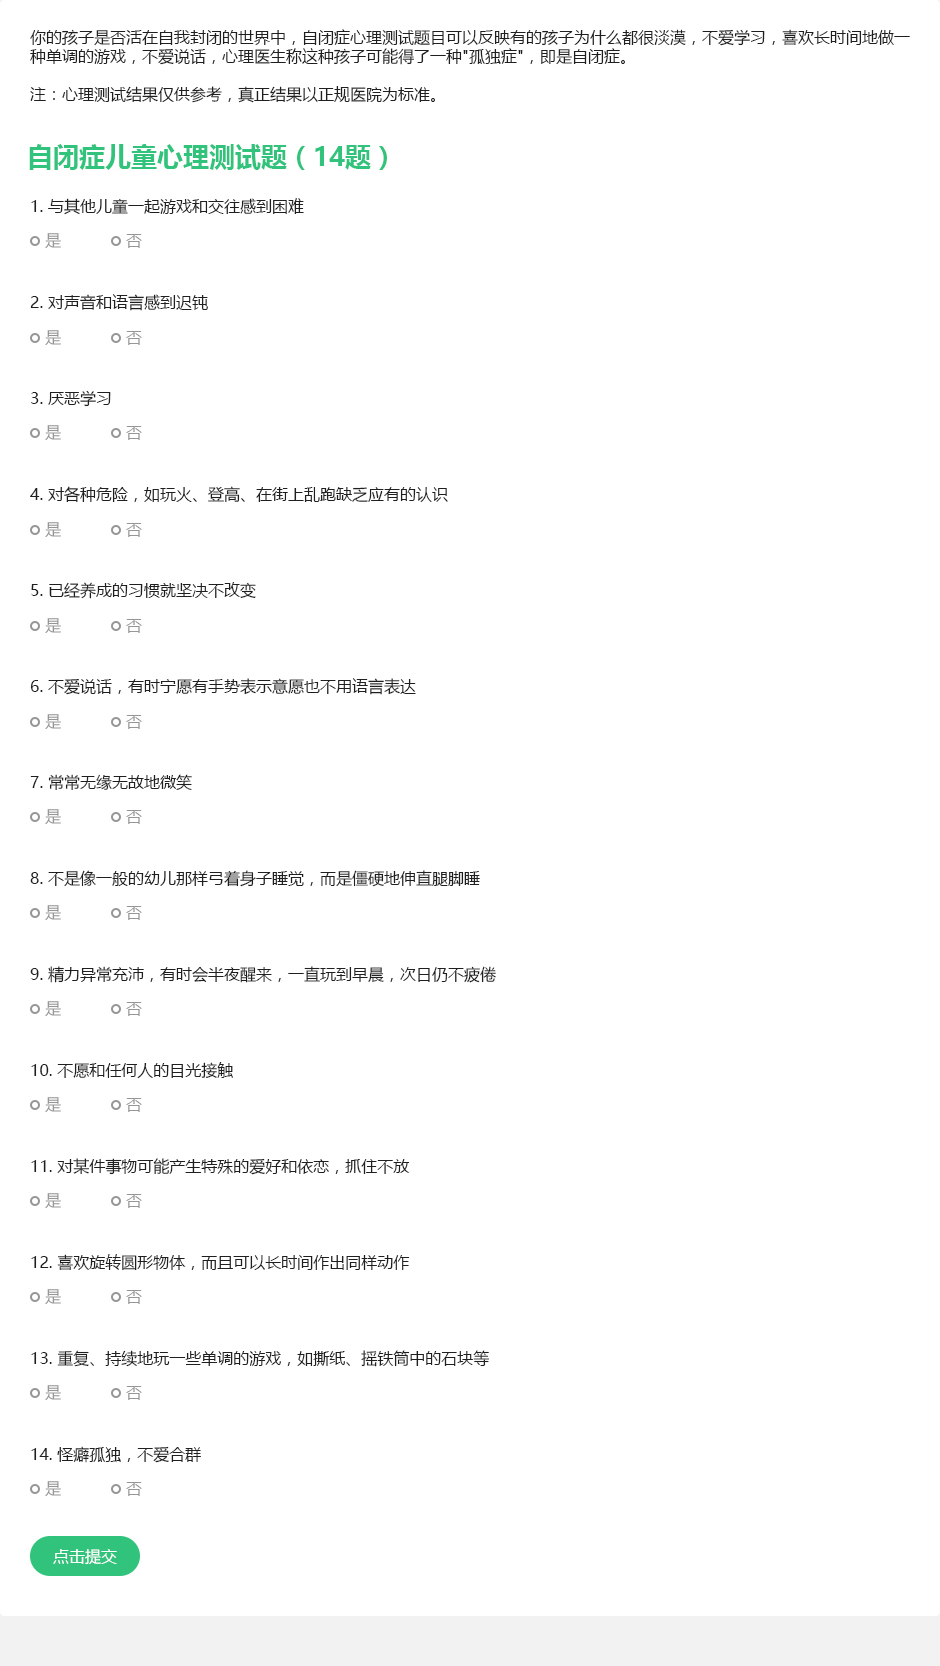 你的孩子是否活在自我封闭的世界中，自闭症心理测试题目可以反映有的孩子为什么都很淡漠，不爱学习，喜欢长时间地做一
种单调的游戏，不爱说话，心理医生称这种孩子可能得了一种"孤独症"，即是自闭症。
注：心理测试结果仅供参考，真正结果以正规医院为标准。
自闭症儿童心理测试题（14题）
1. 与其他儿童一起游戏和交往感到困难
是 否
2. 对声音和语言感到迟钝
是 否
3. 厌恶学习
是 否
4. 对各种危险，如玩火、登高、在街上乱跑缺乏应有的认识
是 否
5. 已经养成的习惯就坚决不改变
是 否
6. 不爱说话，有时宁愿有手势表示意愿也不用语言表达
是 否
7. 常常无缘无故地微笑
是 否
8. 不是像一般的幼儿那样弓着身子睡觉，而是僵硬地伸直腿脚睡
是 否
9. 精力异常充沛，有时会半夜醒来，一直玩到早晨，次日仍不疲倦
是 否
10. 不愿和任何人的目光接触
是 否
11. 对某件事物可能产生特殊的爱好和依恋，抓住不放
是 否
12. 喜欢旋转圆形物体，而且可以长时间作出同样动作
是 否
13. 重复、持续地玩一些单调的游戏，如撕纸、摇铁筒中的石块等
是 否
14. 怪癖孤独，不爱合群
是 否
点击提交